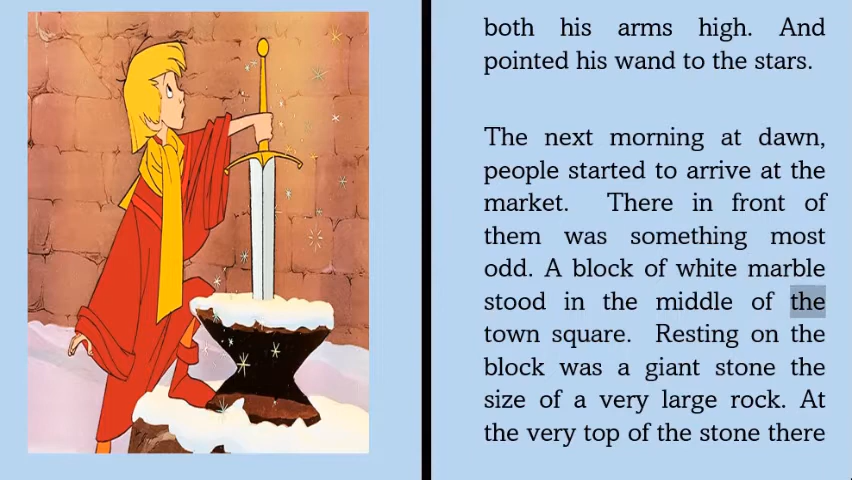 both his arms high. And
pointed his wand to the stars.
The next morning at dawn,
people started to arrive at the
market. There in front of
them was something most
odd. A block of white marble
stood in the middle of the
town square. Resting on the
block was a giant stone the
size of a very large rock. At
the very top of the stone there